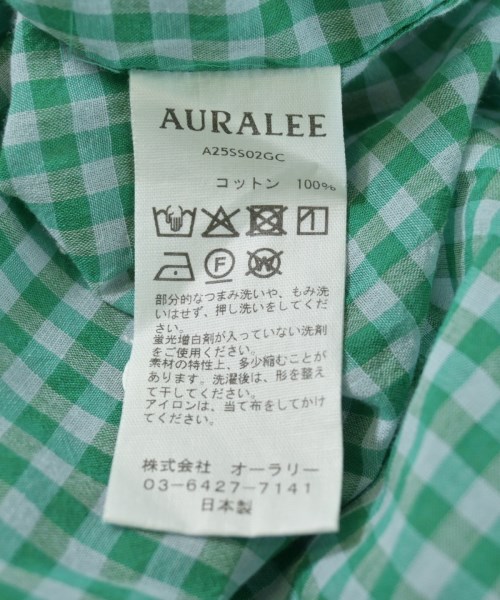 AURALEE
A25SS02GC
コットン 100%
F W
部分的なつまみ洗いや、もみ洗
いはせず、押し洗いをしてくだ
さい。
蛍光増白剤が入っていない洗剤
をご使用ください。
素材の特性上、多少縮むことが
あります。洗濯後は、形を整え
て干してください。
アイロンは、当て布をしてかけ
てください。
株式会社 オーラリー
03-6427-7141
日本製